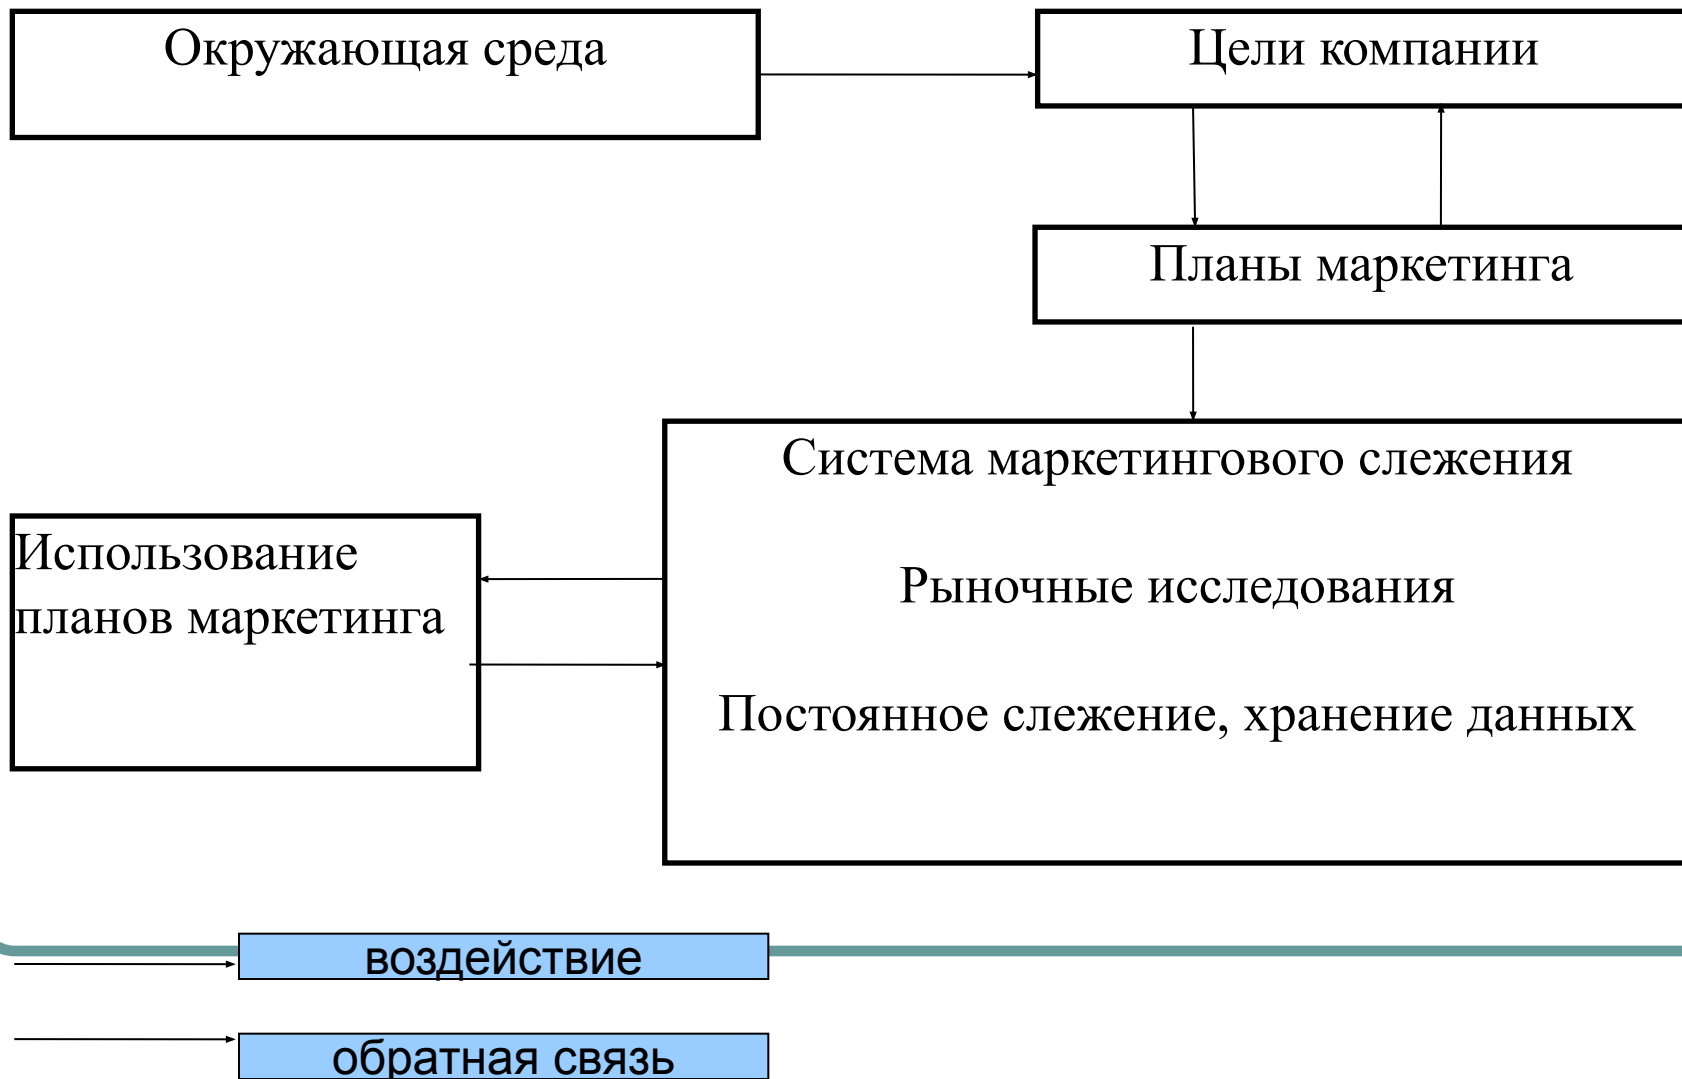 Окружающая среда
Цели компании
Планы маркетинга
Система маркетингового слежения
Рыночные исследования
Постоянное слежение, хранение данных
Использование
планов маркетинга
воздействие
обратная связь